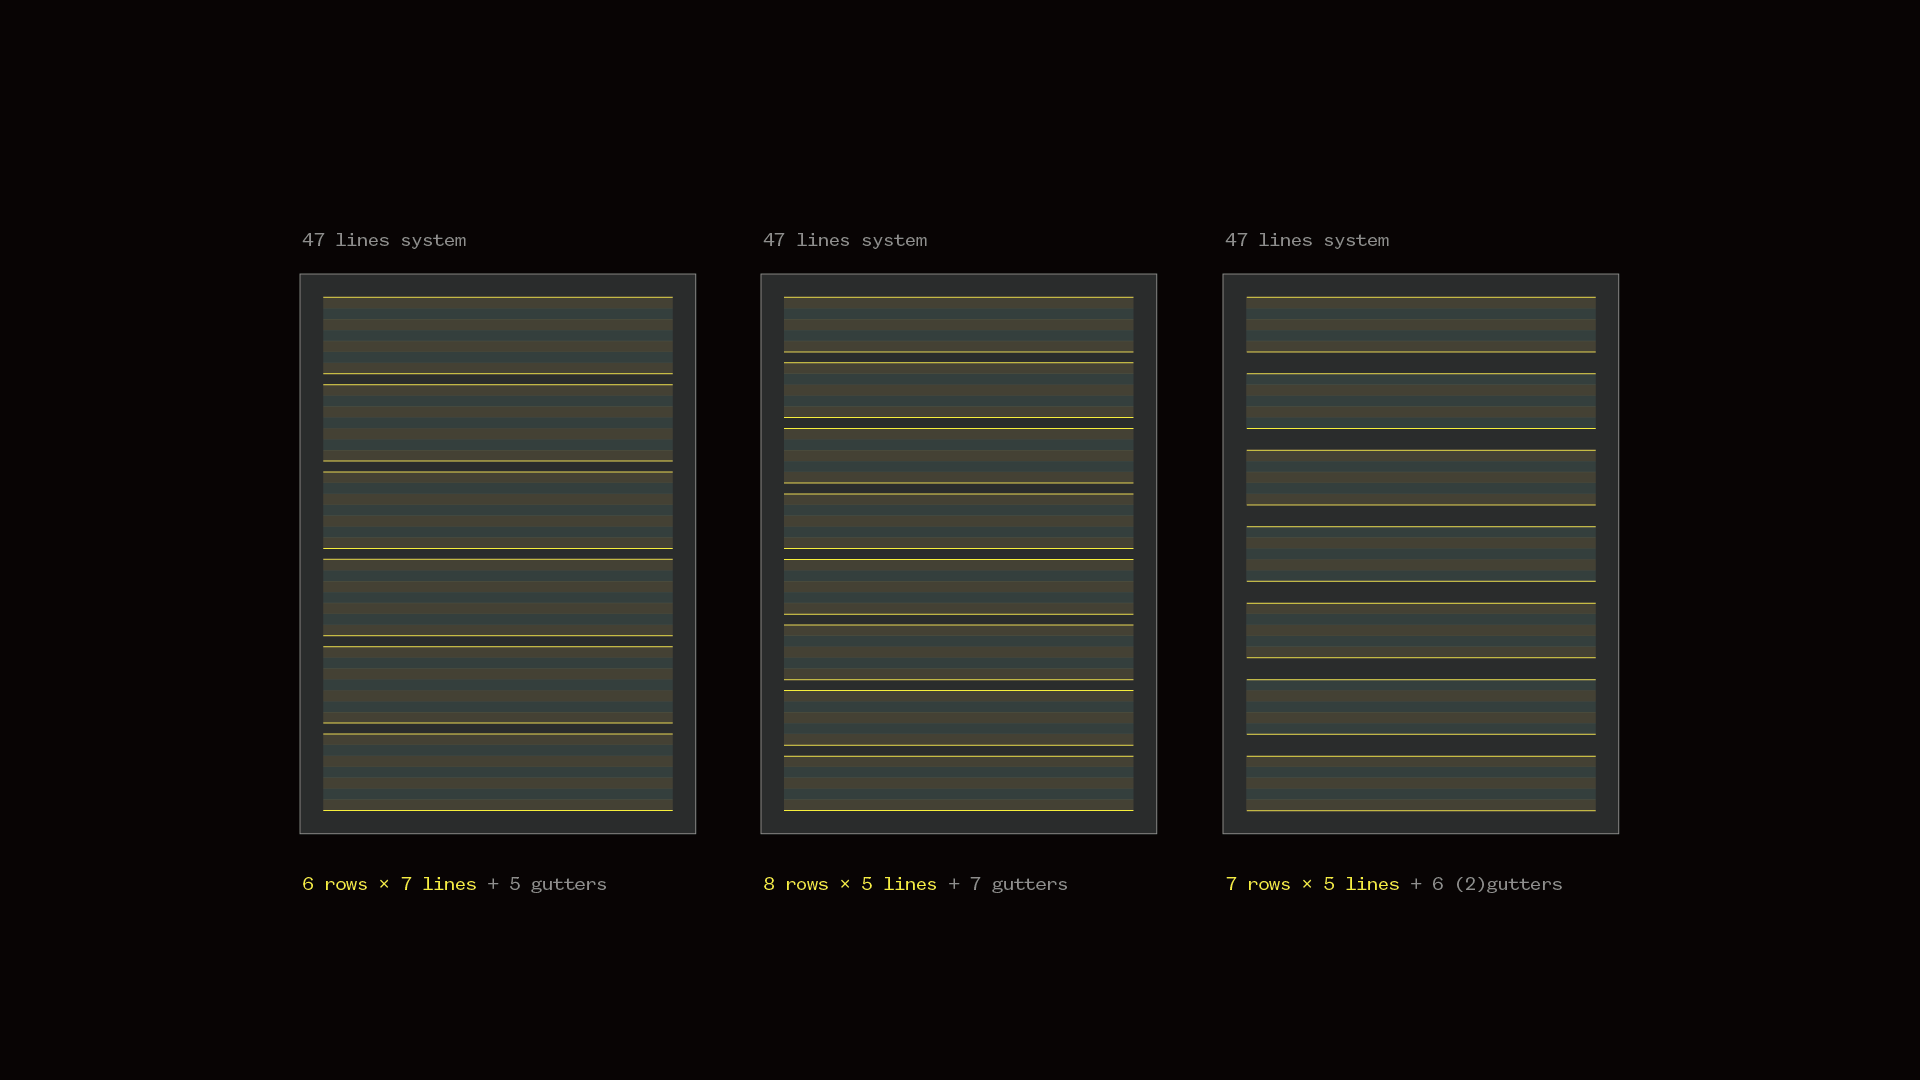 47 lines system
47 lines system
47 lines system
6 rows × 7 lines + 5 gutters
8 rows × 5 lines + 7 gutters
7 rows × 5 lines + 6 (2)gutters